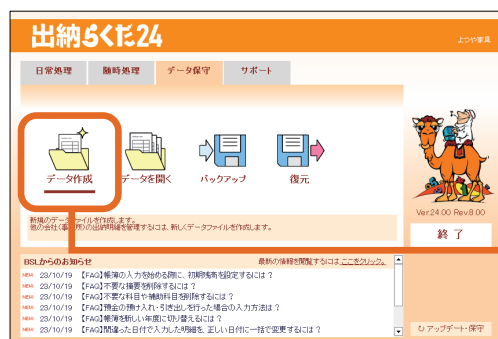 出納らくだ24
よつや家具
日常処理 随時処理 データ保守 サポート
データ作成 データを開く バックアップ 復元
新規のデータファイルを作成します。
他の会社(事業所)の出納明細を管理するには、新しくデータファイルを作成します。
Ver.24.00 Rev.8.00
終了
BSLからのお知らせ 最新の情報を閲覧するには ここをクリック。
NEW 23/10/19 【FAQ】帳簿の入力を始める際に、初期残高を設定するには?
NEW 23/10/19 【FAQ】不要な摘要を削除するには?
NEW 23/10/19 【FAQ】不要な科目や補助科目を削除するには?
NEW 23/10/19 【FAQ】預金の預け入れ・引き出しを行った場合の入力方法は?
NEW 23/10/19 【FAQ】帳簿を新しい年度に切り替えるには?
NEW 23/10/19 【FAQ】間違った日付で入力した明細を、正しい日付に一括で変更するには?
アップデート・保守